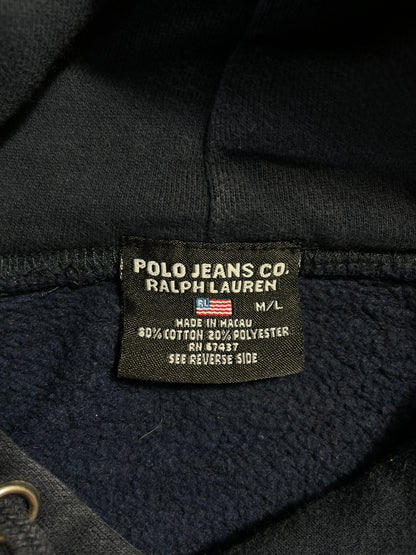 POLO JEANS CO.
RALPH LAUREN
RL M/L
MADE IN MACAU
80% COTTON 20% POLYESTER
RN 67437
SEE REVERSE SIDE